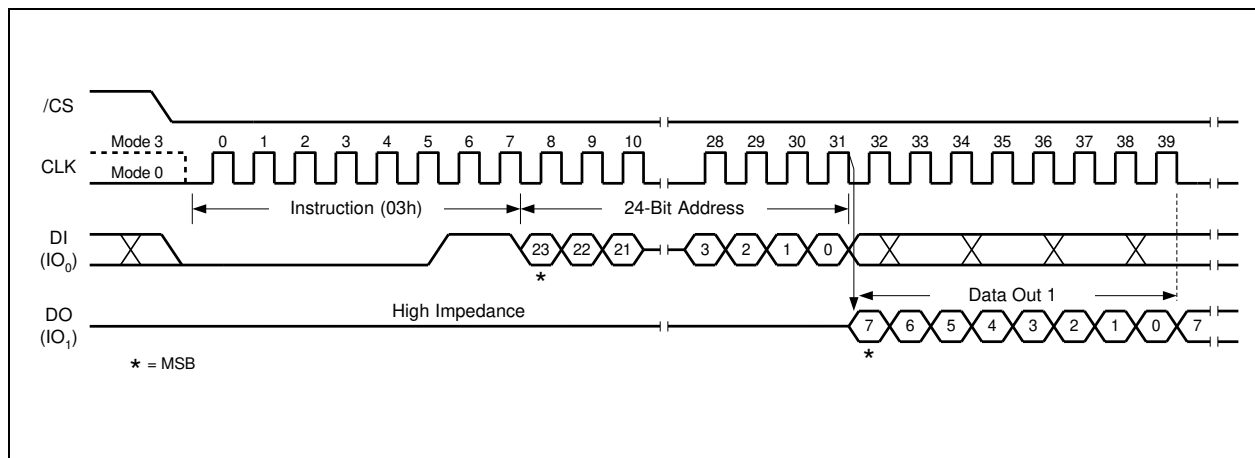 /CS
Mode 3 0 1 2 3 4 5 6 7 8 9 10 28 29 30 31 32 33 34 35 36 37 38 39
CLK
Mode 0
Instruction (03h) 24-Bit Address
DI
(IO0)
23 22 21 3 2 1 0
*
Data Out 1
High Impedance
DO
(IO1)
7 6 5 4 3 2 1 0 7
*
* = MSB